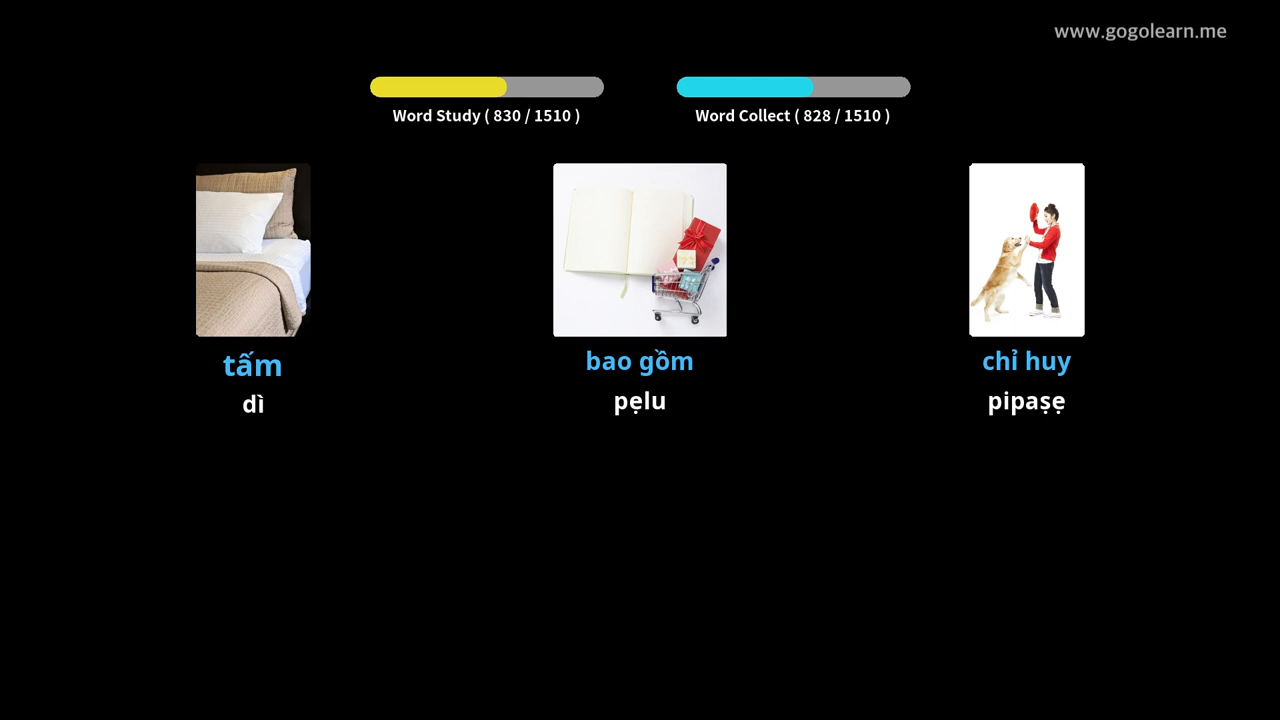 www.gogolearn.me
Word Study ( 830 / 1510 )
Word Collect ( 828 / 1510 )
tấm
dì
bao gồm
pẹlu
chỉ huy
pipaṣẹ